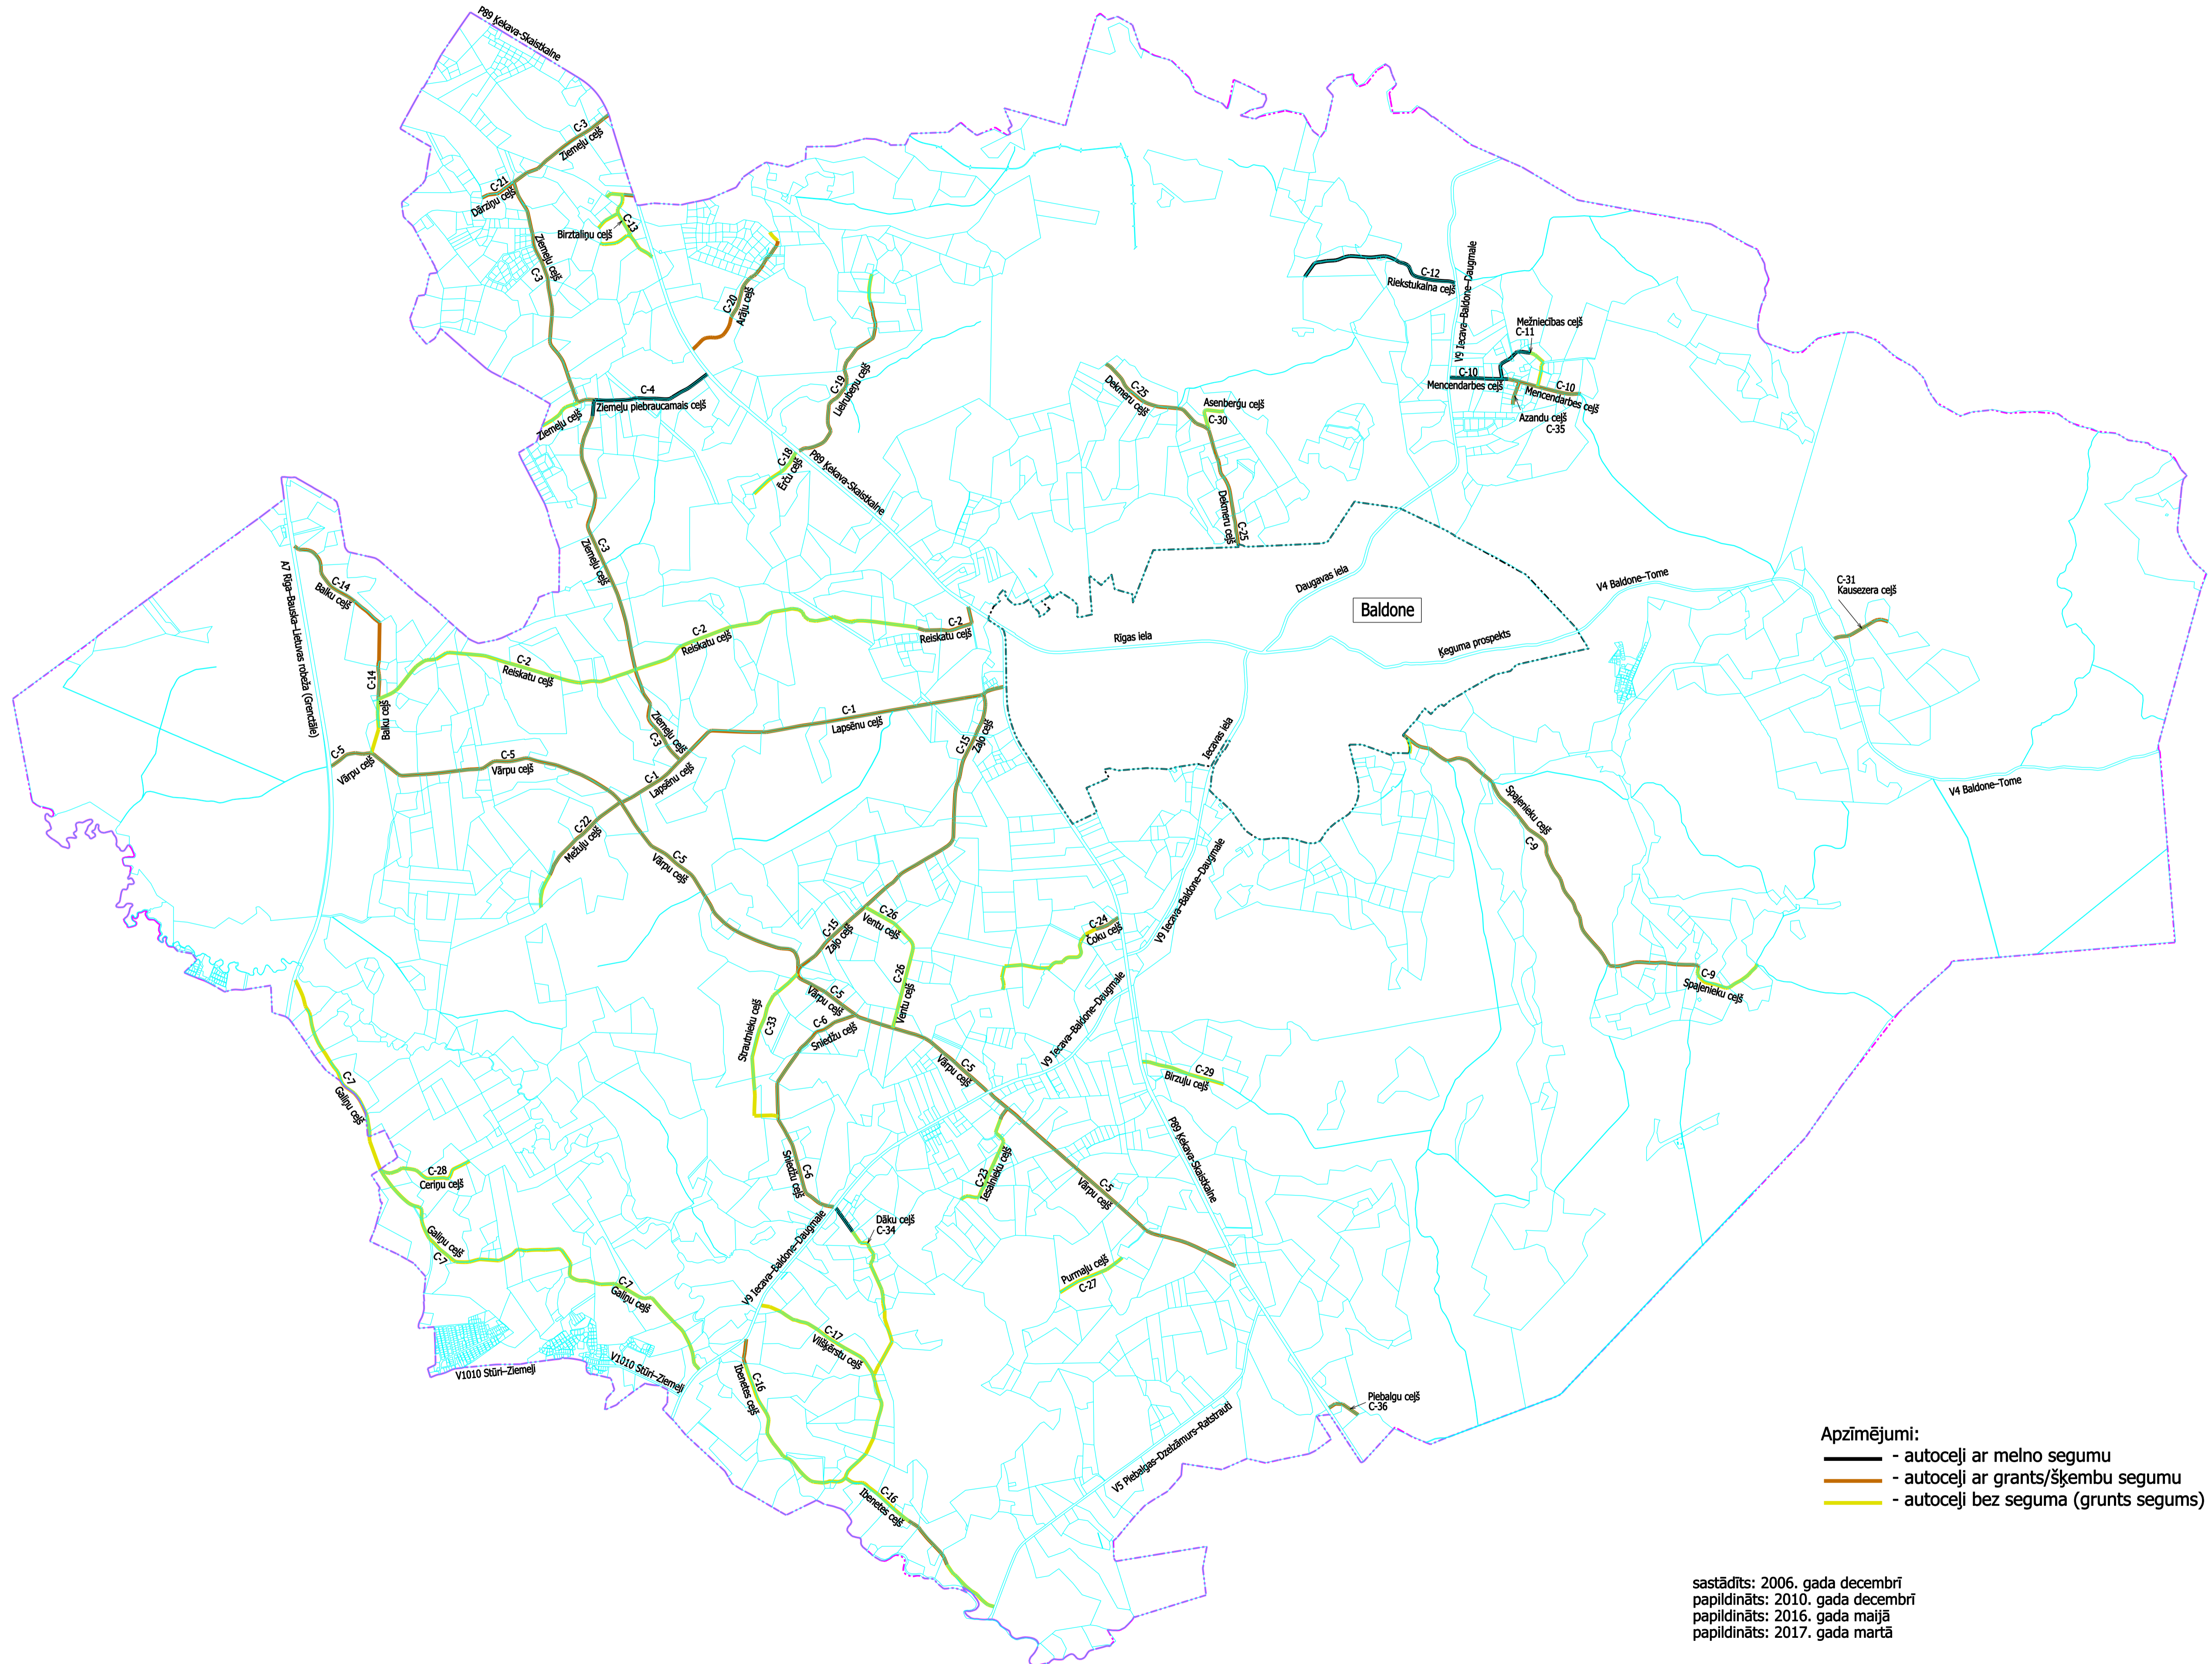 P89 Ķekava-Skaistkalne
C-3
Ziemeļu ceļš
C-21
Dārziņu ceļš
C-13
Birztaliņu ceļš
Ziemeļu ceļš
C-3
C-20
Arāju ceļš
C-12
Riekstukalna ceļš
V9 Iecava–Baldone–Daugmale
Mežniecības ceļš
C-11
C-10
Mencendarbes ceļš
C-10
Mencendarbes ceļš
Azandu ceļš
C-35
C-4
Ziemeļu piebraucamais ceļš
Ziemeļu ceļš
C-19
Lielrubeņu ceļš
C-25
Dekmeru ceļš
Asenberģu ceļš
C-30
C-18
Ērču ceļš
P89 Ķekava-Skaistkalne
Dekmeru ceļš
C-25
C-3
Ziemeļu ceļš
A7 Rīga–Bauska–Lietuvas robeža (Grenctāle)
C-14
Balku ceļš
Daugavas iela
Baldone
V4 Baldone–Tome
C-31
Kausezera ceļš
C-2
Reiskatu ceļš
C-2
Reiskatu ceļš
C-2
Reiskatu ceļš
Rīgas iela
Ķeguma prospekts
C-14
Balku ceļš
C-1
Lapsēnu ceļš
Ziemeļu ceļš
C-3
C-15
Zaļo ceļš
Iecavas iela
C-5
Vārpu ceļš
C-5
Vārpu ceļš
C-1
Lapsēnu ceļš
V4 Baldone–Tome
Spaļenieku ceļš
C-9
C-22
Mežuļu ceļš
C-5
Vārpu ceļš
V9 Iecava–Baldone–Daugmale
C-26
Ventu ceļš
C-15
Zaļo ceļš
C-24
Čoku ceļš
C-26
Ventu ceļš
C-9
Spaļenieku ceļš
C-5
Vārpu ceļš
C-6
Sniedžu ceļš
Strautnieku ceļš
C-33
V9 Iecava–Baldone–Daugmale
C-5
Vārpu ceļš
C-29
Birzuļu ceļš
C-7
Galiņu ceļš
P89 Ķekava-Skaistkalne
C-28
Ceriņu ceļš
C-6
Sniedžu ceļš
C-23
Iesalnieku ceļš
C-5
Vārpu ceļš
Dāku ceļš
C-34
Galiņu ceļš
C-7
V9 Iecava–Baldone–Daugmale
C-7
Galiņu ceļš
Purmaļu ceļš
C-27
C-17
Vilšķērstu ceļš
V1010 Stūri–Ziemeļi
V1010 Stūri–Ziemeļi
C-16
Ibenetes ceļš
Piebalgu ceļš
C-36
V5 Piebalgas–Dzelzāmurs–Ratstrauti
C-16
Ibenetes ceļš
Apzīmējumi:
- autoceļi ar melno segumu
- autoceļi ar grants/šķembu segumu
- autoceļi bez seguma (grunts segums)
sastādīts: 2006. gada decembrī
papildināts: 2010. gada decembrī
papildināts: 2016. gada maijā
papildināts: 2017. gada martā